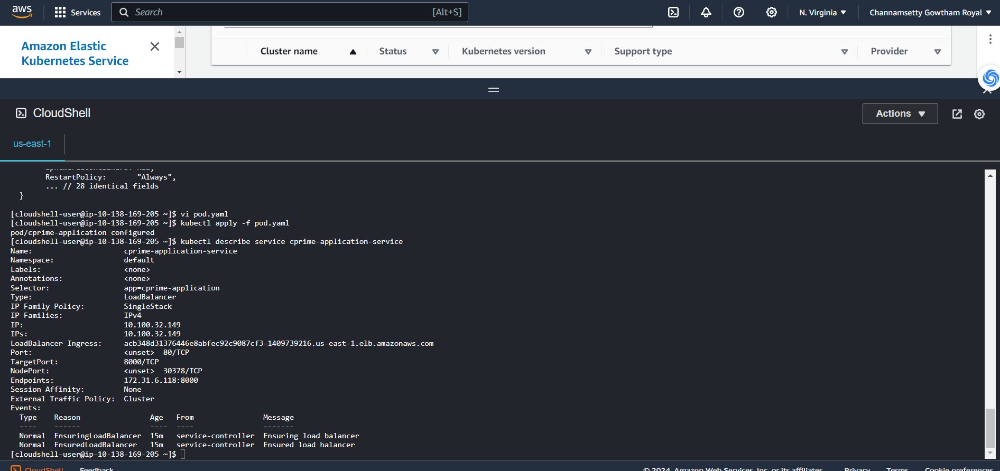 aws
Services
Search
[Alt+S]
N. Virginia
Channamsetty Gowtham Royal
Amazon Elastic
Kubernetes Service
Cluster name
Status
Kubernetes version
Support type
Provider
CloudShell
Actions
us-east-1
RestartPolicy: "Always",
... // 28 identical fields
}
[cloudshell-user@ip-10-138-169-205 ~]$ vi pod.yaml
[cloudshell-user@ip-10-138-169-205 ~]$ kubectl apply -f pod.yaml
pod/cprime-application configured
[cloudshell-user@ip-10-138-169-205 ~]$ kubectl describe service cprime-application-service
Name: cprime-application-service
Namespace: default
Labels: <none>
Annotations: <none>
Selector: app=cprime-application
Type: LoadBalancer
IP Family Policy: SingleStack
IP Families: IPv4
IP: 10.100.32.149
IPs: 10.100.32.149
LoadBalancer Ingress: acb348d31376446e8abfec92c9087cf3-1409739216.us-east-1.elb.amazonaws.com
Port: <unset> 80/TCP
TargetPort: 8000/TCP
NodePort: <unset> 30378/TCP
Endpoints: 172.31.6.118:8000
Session Affinity: None
External Traffic Policy: Cluster
Events:
Type Reason Age From Message
---- ------ ---- ---- -------
Normal EnsuringLoadBalancer 15m service-controller Ensuring load balancer
Normal EnsuredLoadBalancer 15m service-controller Ensured load balancer
[cloudshell-user@ip-10-138-169-205 ~]$
CloudShell
Feedback
© 2024, Amazon Web Services, Inc. or its affiliates.
Privacy
Terms
Cookie preferences